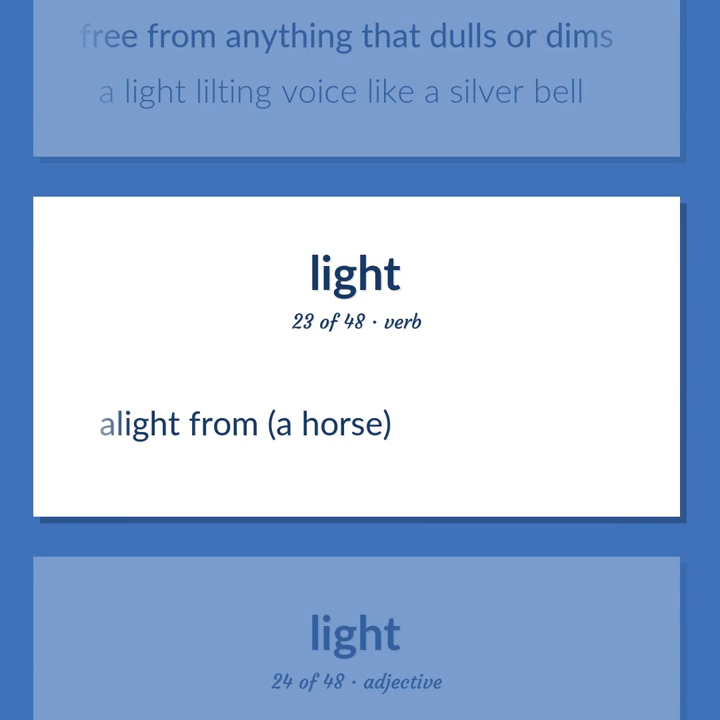 free from anything that dulls or dims
a light lilting voice like a silver bell
light
23 of 48 · verb
alight from (a horse)
light
24 of 48 · adjective